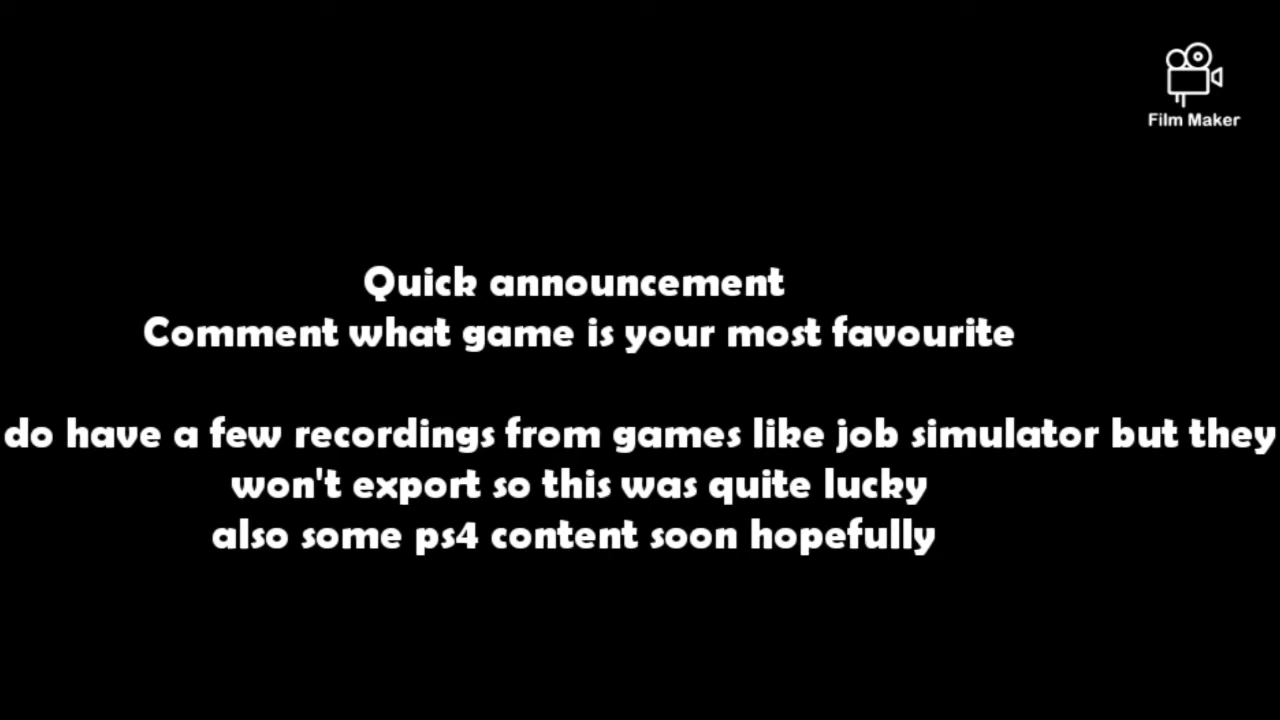 Film Maker
Quick announcement
Comment what game is your most favourite
do have a few recordings from games like job simulator but they
won't export so this was quite lucky
also some ps4 content soon hopefully